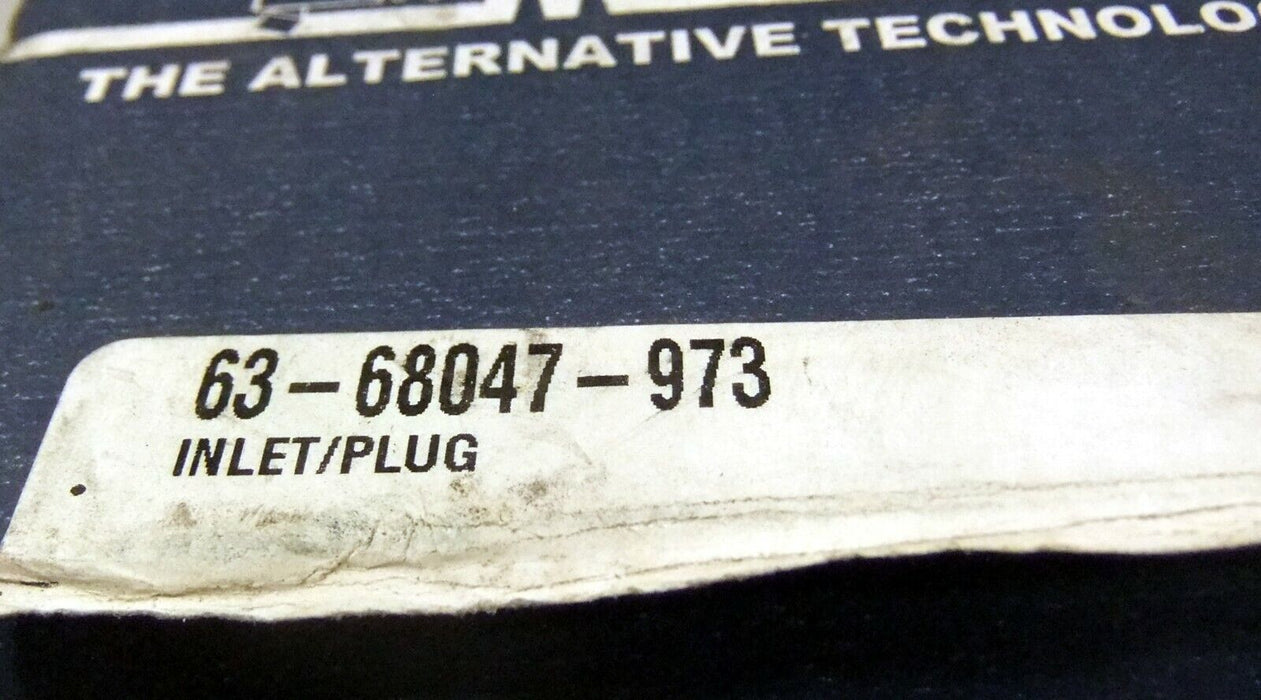 THE ALTERNATIVE TECHNOLO
63-68047-973
INLET/PLUG